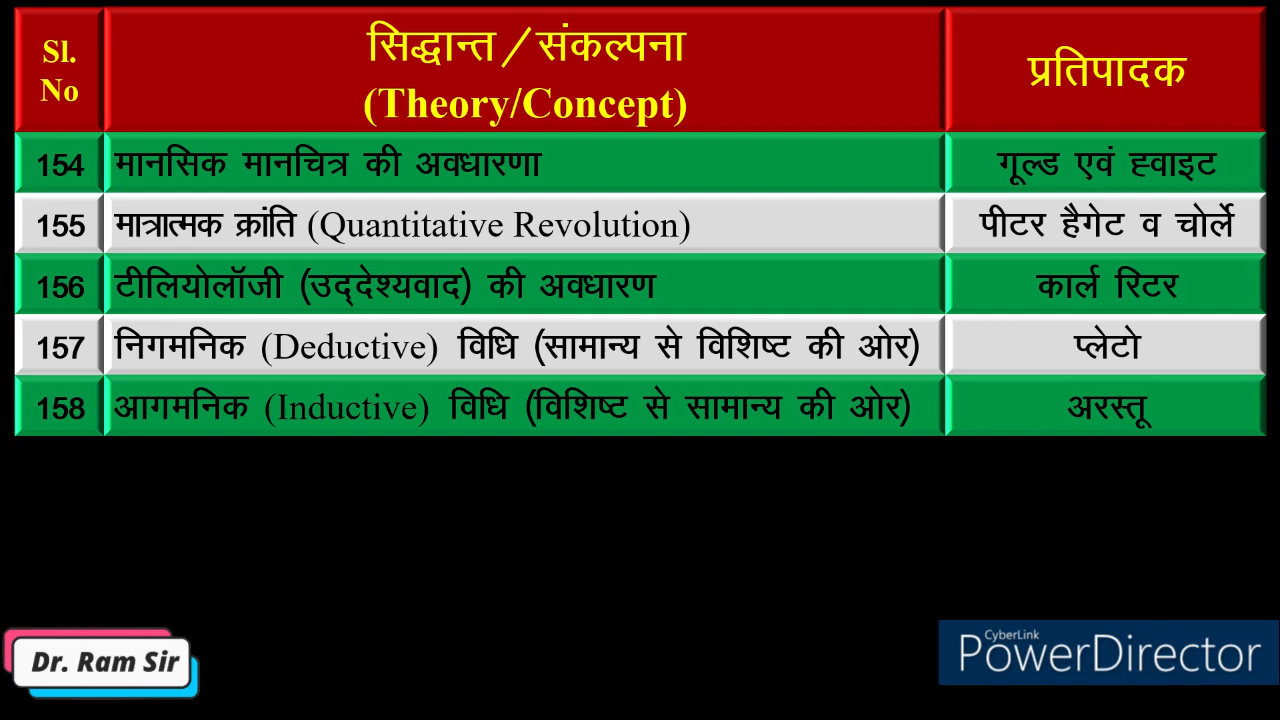 Sl. No सिद्धान्त/संकल्पना (Theory/Concept) प्रतिपादक
154 मानसिक मानचित्र की अवधारणा गूल्ड एवं ह्वाइट
155 मात्रात्मक क्रांति (Quantitative Revolution) पीटर हैगेट व चोर्ले
156 टीलियोलॉजी (उद्देश्यवाद) की अवधारण कार्ल रिटर
157 निगमनिक (Deductive) विधि (सामान्य से विशिष्ट की ओर) प्लेटो
158 आगमनिक (Inductive) विधि (विशिष्ट से सामान्य की ओर) अरस्तू
Dr. Ram Sir
CyberLink
PowerDirector